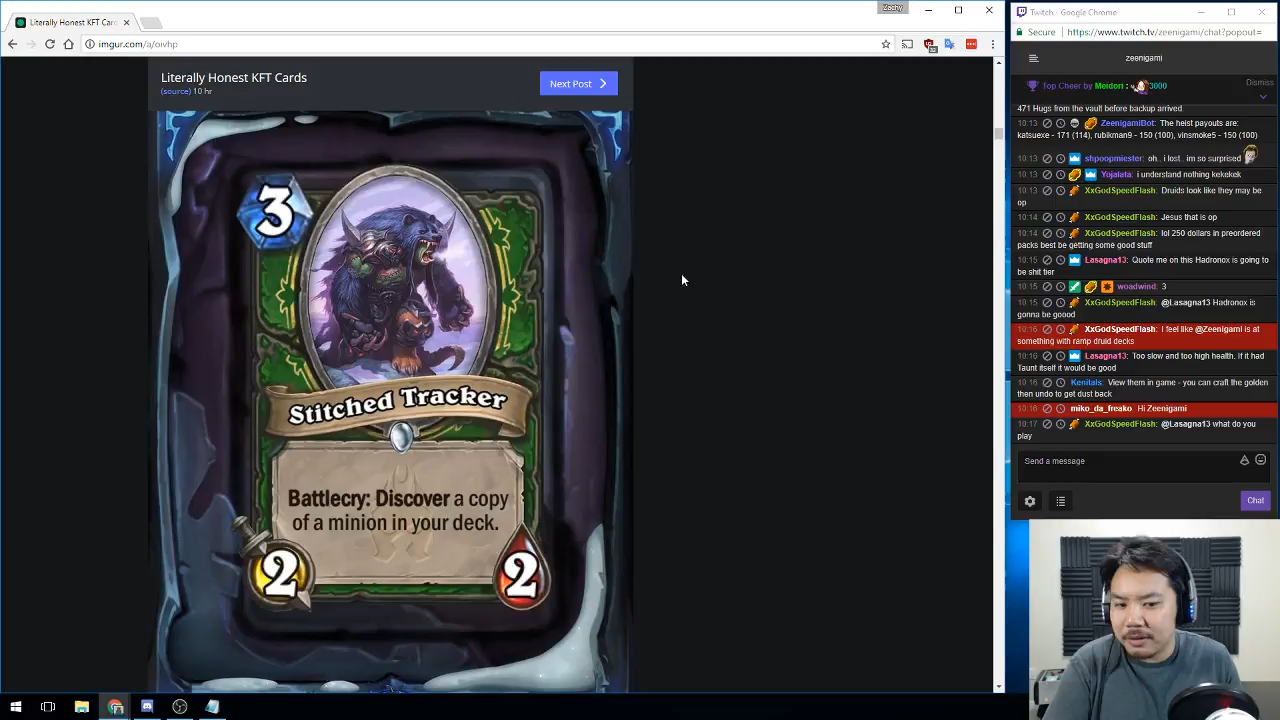 Literally Honest KFT Card
Zachy
imgur.com/a/oivhp
Literally Honest KFT Cards
(source) 10 hr
Next Post
3
Stitched Tracker
Battlecry: Discover a copy
of a minion in your deck.
2
2
Twitch - Google Chrome
Secure
https://www.twitch.tv/zeenigami/chat?popout=
zeenigami
Top Cheer by Meidori : 3000
Dismiss
471 Hugs from the vault before backup arrived
10:13 ZeenigamiBot: The heist payouts are:
katsuexe - 171 (114), rubikman9 - 150 (100), vinsmoke5 - 150 (100)
10:13 shpoopmiester: oh.. i lost.. im so surprised
10:13 Yojalata: i understand nothing kekekek
10:13 XxGodSpeedFlash: Druids look like they may be
op
10:14 XxGodSpeedFlash: Jesus that is op
10:14 XxGodSpeedFlash: lol 250 dollars in preordered
packs best be getting some good stuff
10:15 Lasagna13: Quote me on this Hadronox is going to
be shit tier
10:15 woadwind: 3
10:15 XxGodSpeedFlash: @Lasagna13 Hadronox is
gonna be goood
10:16 XxGodSpeedFlash: I feel like @Zeenigami is at
something with ramp druid decks
10:16 Lasagna13: Too slow and too high health. If it had
Taunt itself it would be good
10:16 Kenitals: View them in game - you can craft the golden
then undo to get dust back
10:16 miko_da_freako Hi Zeenigami
10:17 XxGodSpeedFlash: @Lasagna13 what do you
play
Send a message
Chat